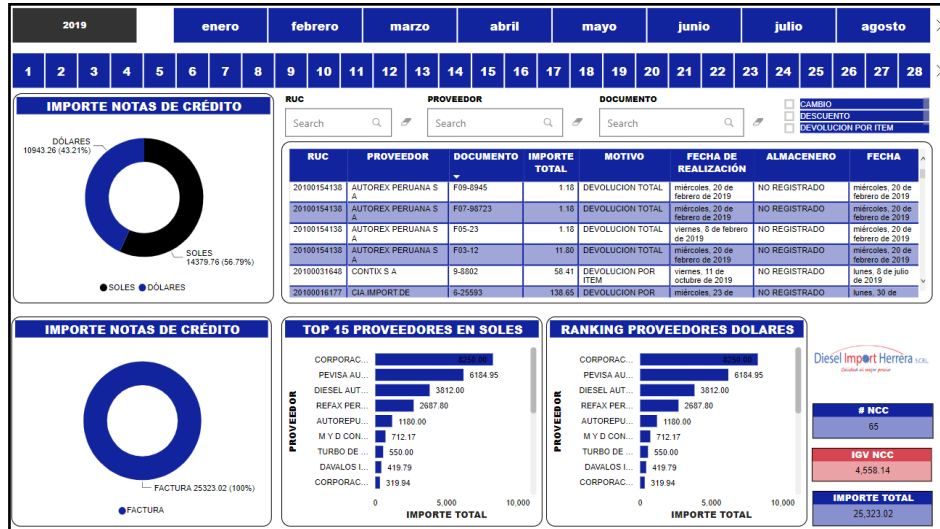 2019 enero febrero marzo abril mayo junio julio agosto
1 2 3 4 5 6 7 8 9 10 11 12 13 14 15 16 17 18 19 20 21 22 23 24 25 26 27 28
IMPORTE NOTAS DE CRÉDITO
DÓLARES
10943.26 (43.21%)
SOLES
14379.76 (56.79%)
SOLES DÓLARES
RUC PROVEEDOR DOCUMENTO
Search Search Search
CAMBIO
DESCUENTO
DEVOLUCION POR ITEM
RUC PROVEEDOR DOCUMENTO IMPORTE TOTAL MOTIVO FECHA DE REALIZACIÓN ALMACENERO FECHA
20100154138 AUTOREX PERUANA S A F09-8945 1.18 DEVOLUCION TOTAL miércoles, 20 de febrero de 2019 NO REGISTRADO miércoles, 20 de febrero de 2019
20100154138 AUTOREX PERUANA S A F07-98723 1.18 DEVOLUCION TOTAL miércoles, 20 de febrero de 2019 NO REGISTRADO miércoles, 20 de febrero de 2019
20100154138 AUTOREX PERUANA S A F05-23 1.18 DEVOLUCION TOTAL viernes, 8 de febrero de 2019 NO REGISTRADO miércoles, 20 de febrero de 2019
20100154138 AUTOREX PERUANA S A F03-12 11.80 DEVOLUCION TOTAL miércoles, 20 de febrero de 2019 NO REGISTRADO miércoles, 20 de febrero de 2019
20100031648 CONTIX S A 9-8802 58.41 DEVOLUCION POR ITEM viernes, 11 de octubre de 2019 NO REGISTRADO lunes, 8 de julio de 2019
20100016177 CIA.IMPORT.DE 6-25593 138.65 DEVOLUCION POR miércoles, 23 de NO REGISTRADO lunes, 30 de
IMPORTE NOTAS DE CRÉDITO
FACTURA 25323.02 (100%)
FACTURA
TOP 15 PROVEEDORES EN SOLES
PROVEEDOR
CORPORAC... 8250.00
PEVISA AU... 6184.95
DIESEL AUT... 3812.00
REFAX PER... 2687.80
AUTOREPU... 1180.00
M Y D CON... 712.17
TURBO DE ... 550.00
DAVALOS I... 419.79
CORPORAC... 319.94
0 5,000 10,000
IMPORTE TOTAL
RANKING PROVEEDORES DOLARES
PROVEEDOR
CORPORAC... 8250.00
PEVISA AU... 6184.95
DIESEL AUT... 3812.00
REFAX PER... 2687.80
AUTOREPU... 1180.00
M Y D CON... 712.17
TURBO DE ... 550.00
DAVALOS I... 419.79
CORPORAC... 319.94
0 5,000 10,000
IMPORTE TOTAL
Diesel Import Herrera S.C.R.L.
Calidad al mejor precio
# NCC
65
IGV NCC
4,558.14
IMPORTE TOTAL
25,323.02